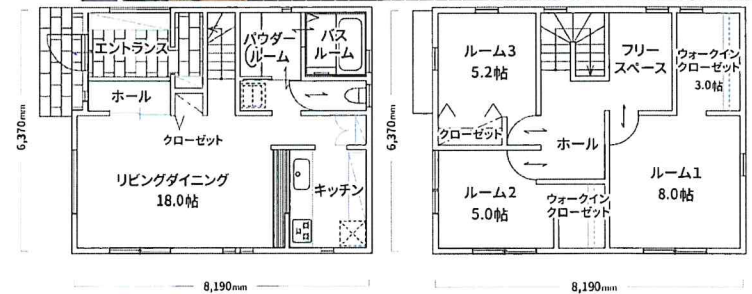 エントランス
パウダー
ルーム
バス
ルーム
ホール
クローゼット
リビングダイニング
18.0帖
キッチン
6,370mm
8,190mm
ルーム3
5.2帖
フリー
スペース
ウォークイン
クローゼット
3.0帖
クローゼット
ホール
ルーム1
8.0帖
ルーム2
5.0帖
ウォークイン
クローゼット
6,370mm
8,190mm